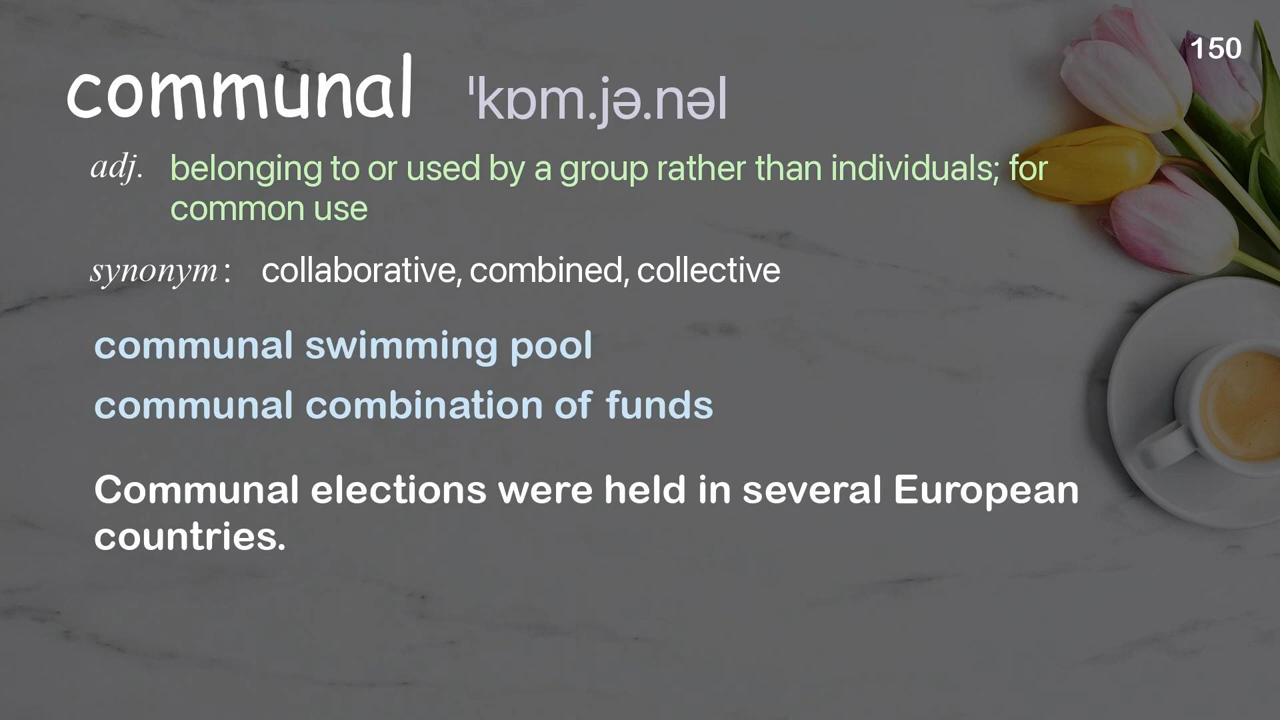 150
communal ˈkɒm.jə.nəl
adj. belonging to or used by a group rather than individuals; for
common use
synonym : collaborative, combined, collective
communal swimming pool
communal combination of funds
Communal elections were held in several European
countries.